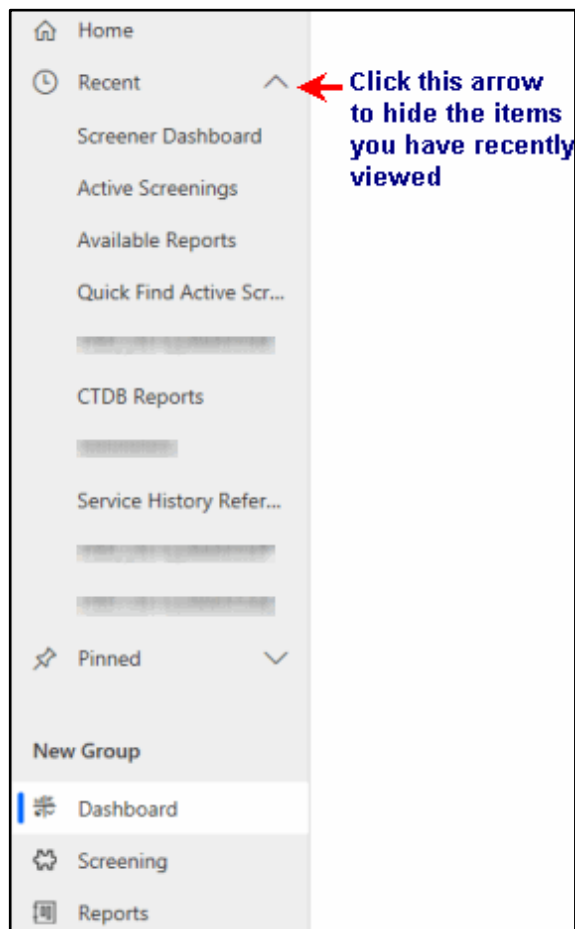 Home
Recent
Click this arrow
to hide the items
you have recently
viewed
Screener Dashboard
Active Screenings
Available Reports
Quick Find Active Scr...
CTDB Reports
Service History Refer...
Pinned
New Group
Dashboard
Screening
Reports